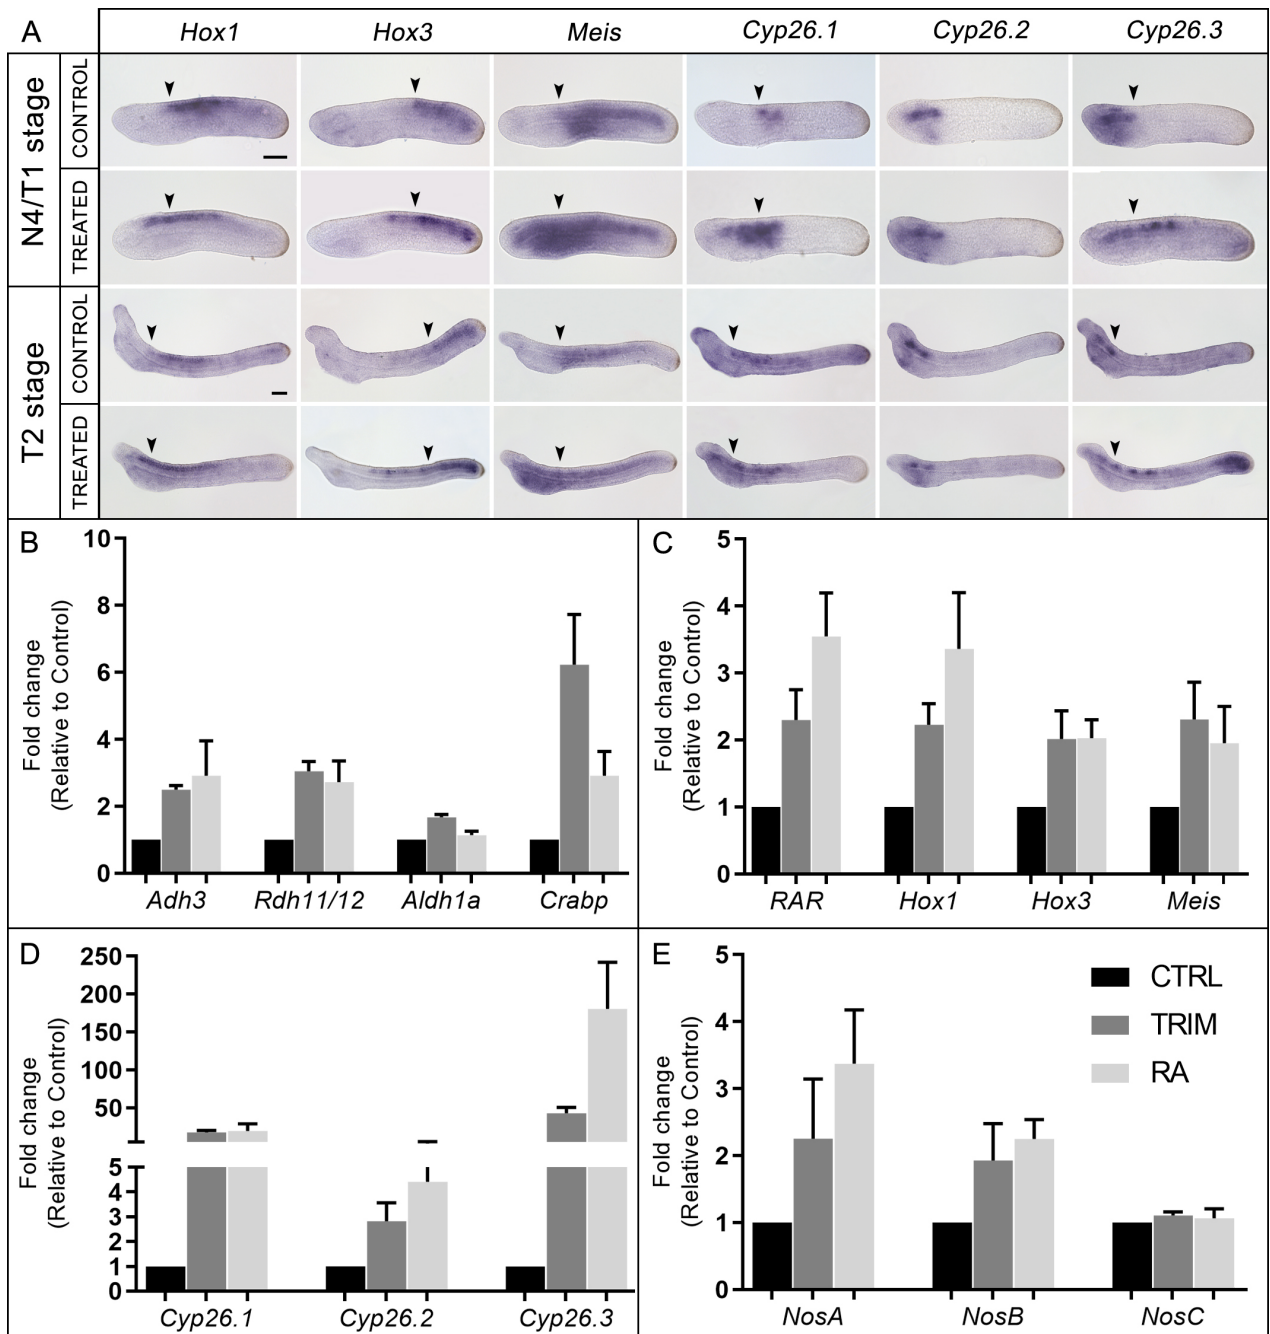 A
Hox1 Hox3 Meis Cyp26.1 Cyp26.2 Cyp26.3
N4/T1 stage
CONTROL
TREATED
T2 stage
CONTROL
TREATED
B
Fold change
(Relative to Control)
10
8
6
4
2
0
Adh3 Rdh11/12 Aldh1a Crabp
C
Fold change
(Relative to Control)
5
4
3
2
1
0
RAR Hox1 Hox3 Meis
D
Fold change
(Relative to Control)
250
200
150
100
50
5
4
3
2
1
0
Cyp26.1 Cyp26.2 Cyp26.3
E
Fold change
(Relative to Control)
5
4
3
2
1
0
CTRL
TRIM
RA
NosA NosB NosC